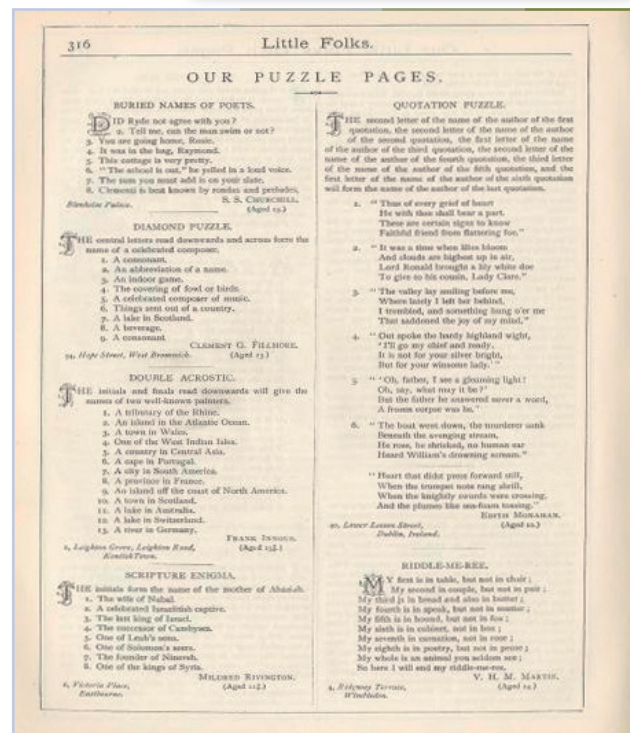 316
Little Folks.
OUR PUZZLE PAGES.
BURIED NAMES OF POETS.
DID Ryde not agree with you?
2. Tell me, can the man swim or not?
3. You are going home, Rosie.
4. It was in the bag, Raymond.
5. This cottage is very pretty.
6. "The school is out," he yelled in a loud voice.
7. The sum you must add is on your slate.
8. Clementi is best known by rondas and preludes.
S. S. CHURCHILL.
Blenheim Palace.
(Aged 15.)
DIAMOND PUZZLE.
THE central letters read downwards and across form the
name of a celebrated composer.
1. A consonant.
2. An abbreviation of a name.
3. An indoor game.
4. The covering of fowl or birds.
5. A celebrated composer of music.
6. Things sent out of a country.
7. A lake in Scotland.
8. A beverage.
9. A consonant
CLEMENT G. FILLMORE.
94, Hope Street, West Bromwich.
(Aged 13.)
DOUBLE ACROSTIC.
THE initials and finals read downwards will give the
names of two well-known painters.
1. A tributary of the Rhine.
2. An island in the Atlantic Ocean.
3. A town in Wales.
4. One of the West Indian Isles.
5. A country in Central Asia.
6. A cape in Portugal.
7. A city in South America.
8. A province in France.
9. An island off the coast of North America.
10. A town in Scotland.
11. A lake in Australia.
12. A lake in Switzerland.
13. A river in Germany.
FRANK INNOUS.
1, Leighton Grove, Leighton Road,
(Aged 13½.)
Kentish Town.
SCRIPTURE ENIGMA.
THE initials form the name of the mother of Ahaziah.
1. The wife of Nabal.
2. A celebrated Israelitish captive.
3. The last king of Israel.
4. The successor of Cambyses.
5. One of Leah's sons.
6. One of Solomon's seers.
7. The founder of Nineveh.
8. One of the kings of Syria.
MILDRED RIVINGTON.
6, Victoria Place,
(Aged 11½.)
Eastbourne.
QUOTATION PUZZLE.
THE second letter of the name of the author of the first
quotation, the second letter of the name of the author
of the second quotation, the first letter of the name
of the author of the third quotation, the second letter of the
name of the author of the fourth quotation, the third letter
of the name of the author of the fifth quotation, and the
first letter of the name of the author of the sixth quotation
will form the name of the author of the last quotation.
1. "Thus of every grief of heart
He with thee shall bear a part.
These are certain signs to know
Faithful friend from flattering foe."
2. "It was a time when lilies bloom
And clouds are highest up in air,
Lord Ronald brought a lily white doe
To give to his cousin, Lady Clare."
3. "The valley lay smiling before me,
Where lately I left her behind,
I trembled, and something hung o'er me
That saddened the joy of my mind."
4. "Out spoke the hardy highland wight,
'I'll go my chief and ready,
It is not for your silver bright,
But for your winsome lady.'"
5 "'Oh, father, I see a gleaming light!
Oh, say, what may it be?'
But the father he answered never a word,
A frozen corpse was he."
6. "The boat went down, the murderer sank
Beneath the avenging stream,
He rose, he shrieked, no human ear
Heard William's drowning scream."
"Heart that didst press forward still,
When the trumpet note rang shrill,
When the knightly swords were crossing,
And the plumes like sea-foam tossing."
EDITH MONAHAN.
20, Lower Leeson Street,
(Aged 12.)
Dublin, Ireland.
RIDDLE-ME-REE.
MY first is in table, but not in chair;
My second in couple, but not in pair;
My third is in bread and also in butter;
My fourth is in speak, but not in mutter;
My fifth is in hound, but not in fox;
My sixth is in cabinet, not in box;
My seventh in carnation, not in rose;
My eighth is in poetry, but not in prose;
My whole is an animal you seldom see;
So here I will end my riddle-me-ree.
V. H. M. MARTIN.
4, Ridgway Terrace,
(Aged 14.)
Wimbledon.